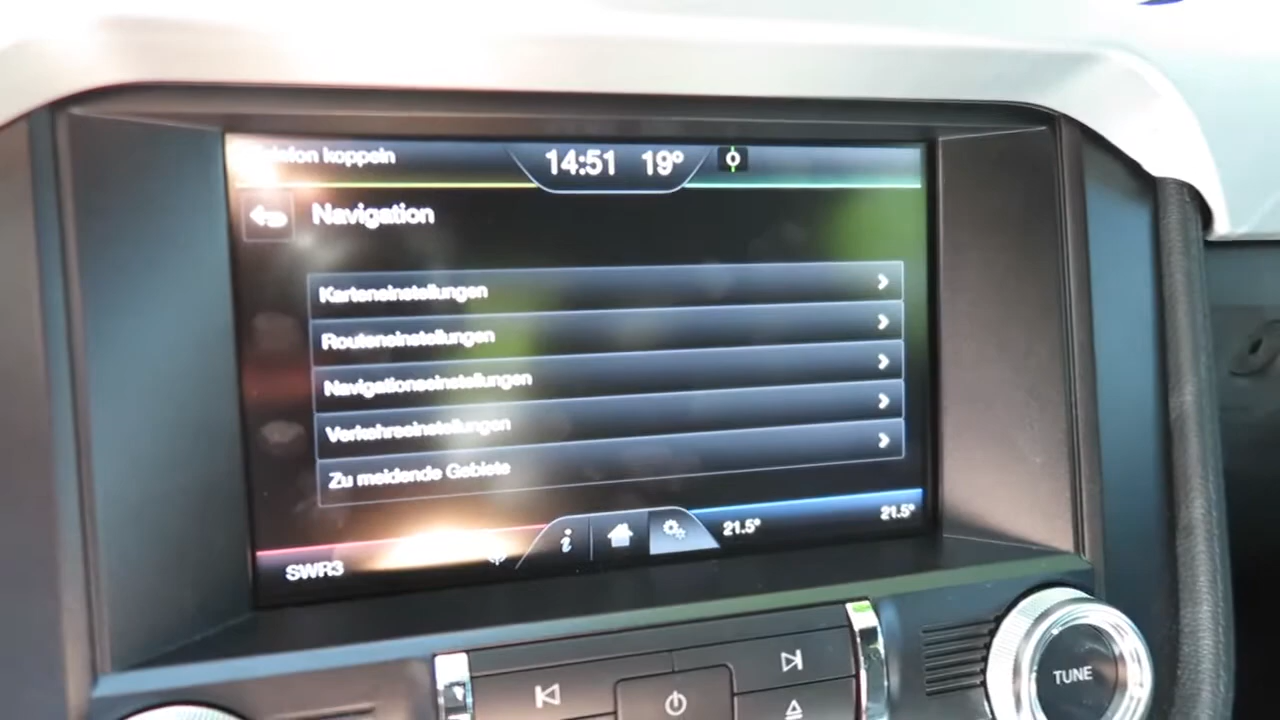 koppeln
14:51 19°
Navigation
Karteneinstellungen
Routeneinstellungen
Navigationseinstellungen
Verkehrseinstellungen
Zu meidende Gebiete
21.5°
21.5°
SWR3
TUNE